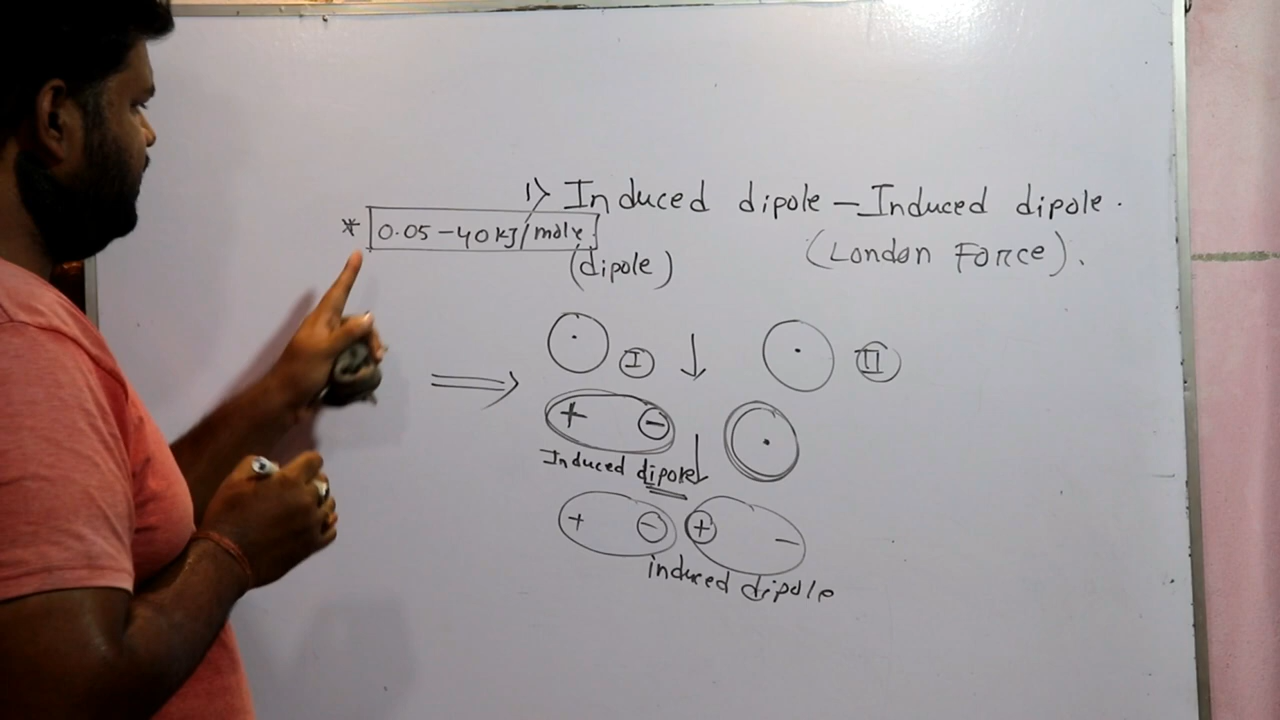 1) Induced dipole - Induced dipole.
* 0.05 - 40 KJ/mole
(dipole) (London Force).
I II
+ -
Induced dipole
+ - + -
induced dipole